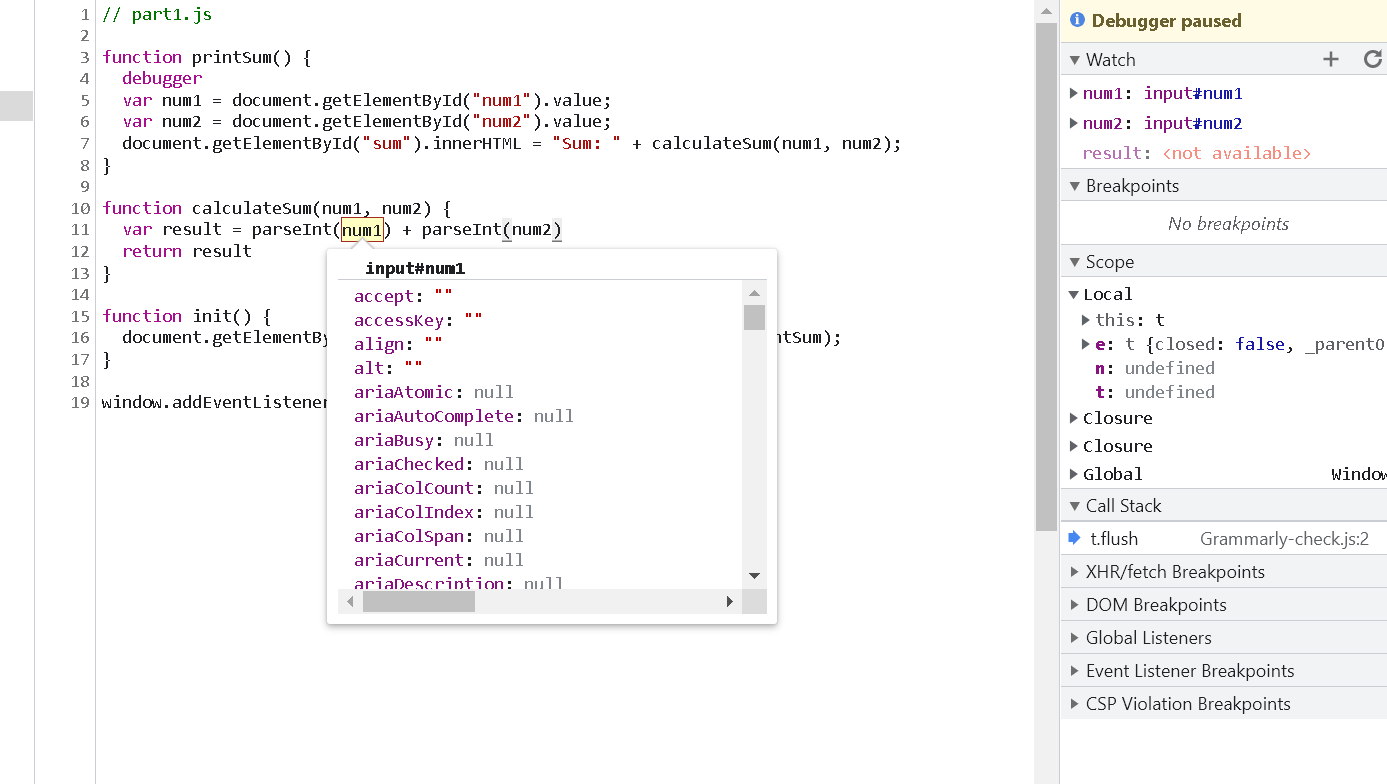 1 // part1.js
2
3 function printSum() {
4   debugger
5   var num1 = document.getElementById("num1").value;
6   var num2 = document.getElementById("num2").value;
7   document.getElementById("sum").innerHTML = "Sum: " + calculateSum(num1, num2);
8 }
9
10 function calculateSum(num1, num2) {
11   var result = parseInt(num1) + parseInt(num2)
12   return result
13 }
14
15 function init() {
16   document.getElementBy ntSum);
17 }
18
19 window.addEventListener
input#num1
accept: ""
accessKey: ""
align: ""
alt: ""
ariaAtomic: null
ariaAutoComplete: null
ariaBusy: null
ariaChecked: null
ariaColCount: null
ariaColIndex: null
ariaColSpan: null
ariaCurrent: null
ariaDescription: null
Debugger paused
Watch
num1: input#num1
num2: input#num2
result: <not available>
Breakpoints
No breakpoints
Scope
Local
this: t
e: t {closed: false, _parentO
n: undefined
t: undefined
Closure
Closure
Global Window
Call Stack
t.flush Grammarly-check.js:2
XHR/fetch Breakpoints
DOM Breakpoints
Global Listeners
Event Listener Breakpoints
CSP Violation Breakpoints